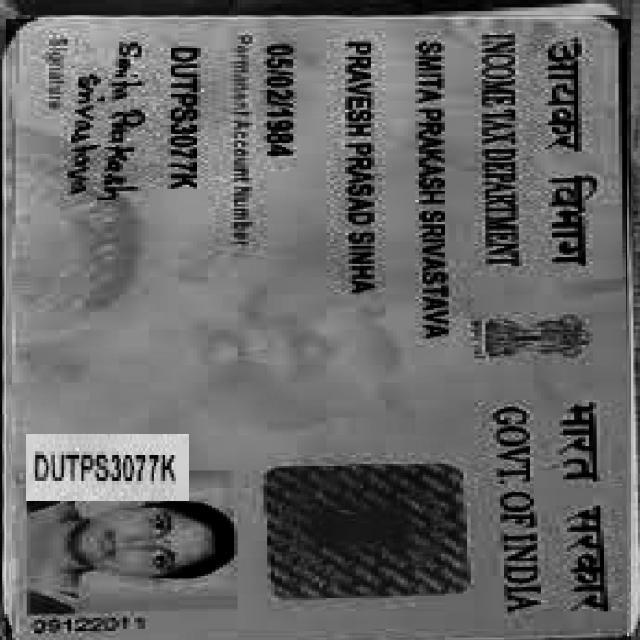 आयकर विभाग
भारत सरकार
INCOME TAX DEPARTMENT
GOVT. OF INDIA
SMITA PRAKASH SRIVASTAVA
PRAVESH PRASAD SINHA
05/02/1984
Permanent Account Number
DUTPS3077K
Smita Prakash
Srivastava
Signature
DUTPS3077K
09122011